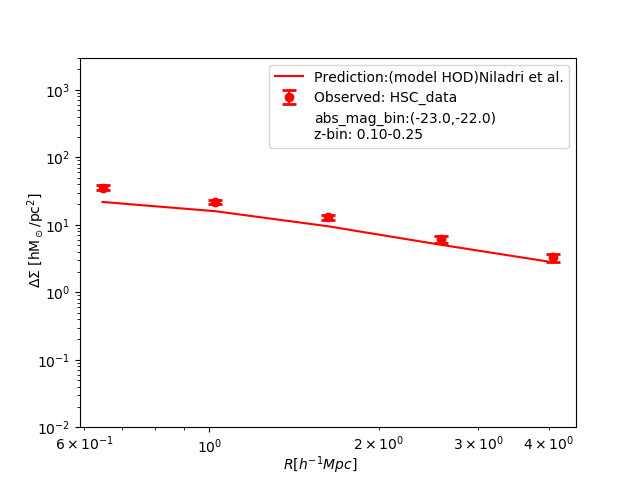 Prediction:(model HOD)Niladri et al.
Observed: HSC_data
abs_mag_bin:(-23.0,-22.0)
z-bin: 0.10-0.25
10³
10²
10¹
10⁰
10⁻¹
10⁻²
ΔΣ [hM⊙/pc²]
6 × 10⁻¹
10⁰
2 × 10⁰
3 × 10⁰
4 × 10⁰
R[h⁻¹Mpc]